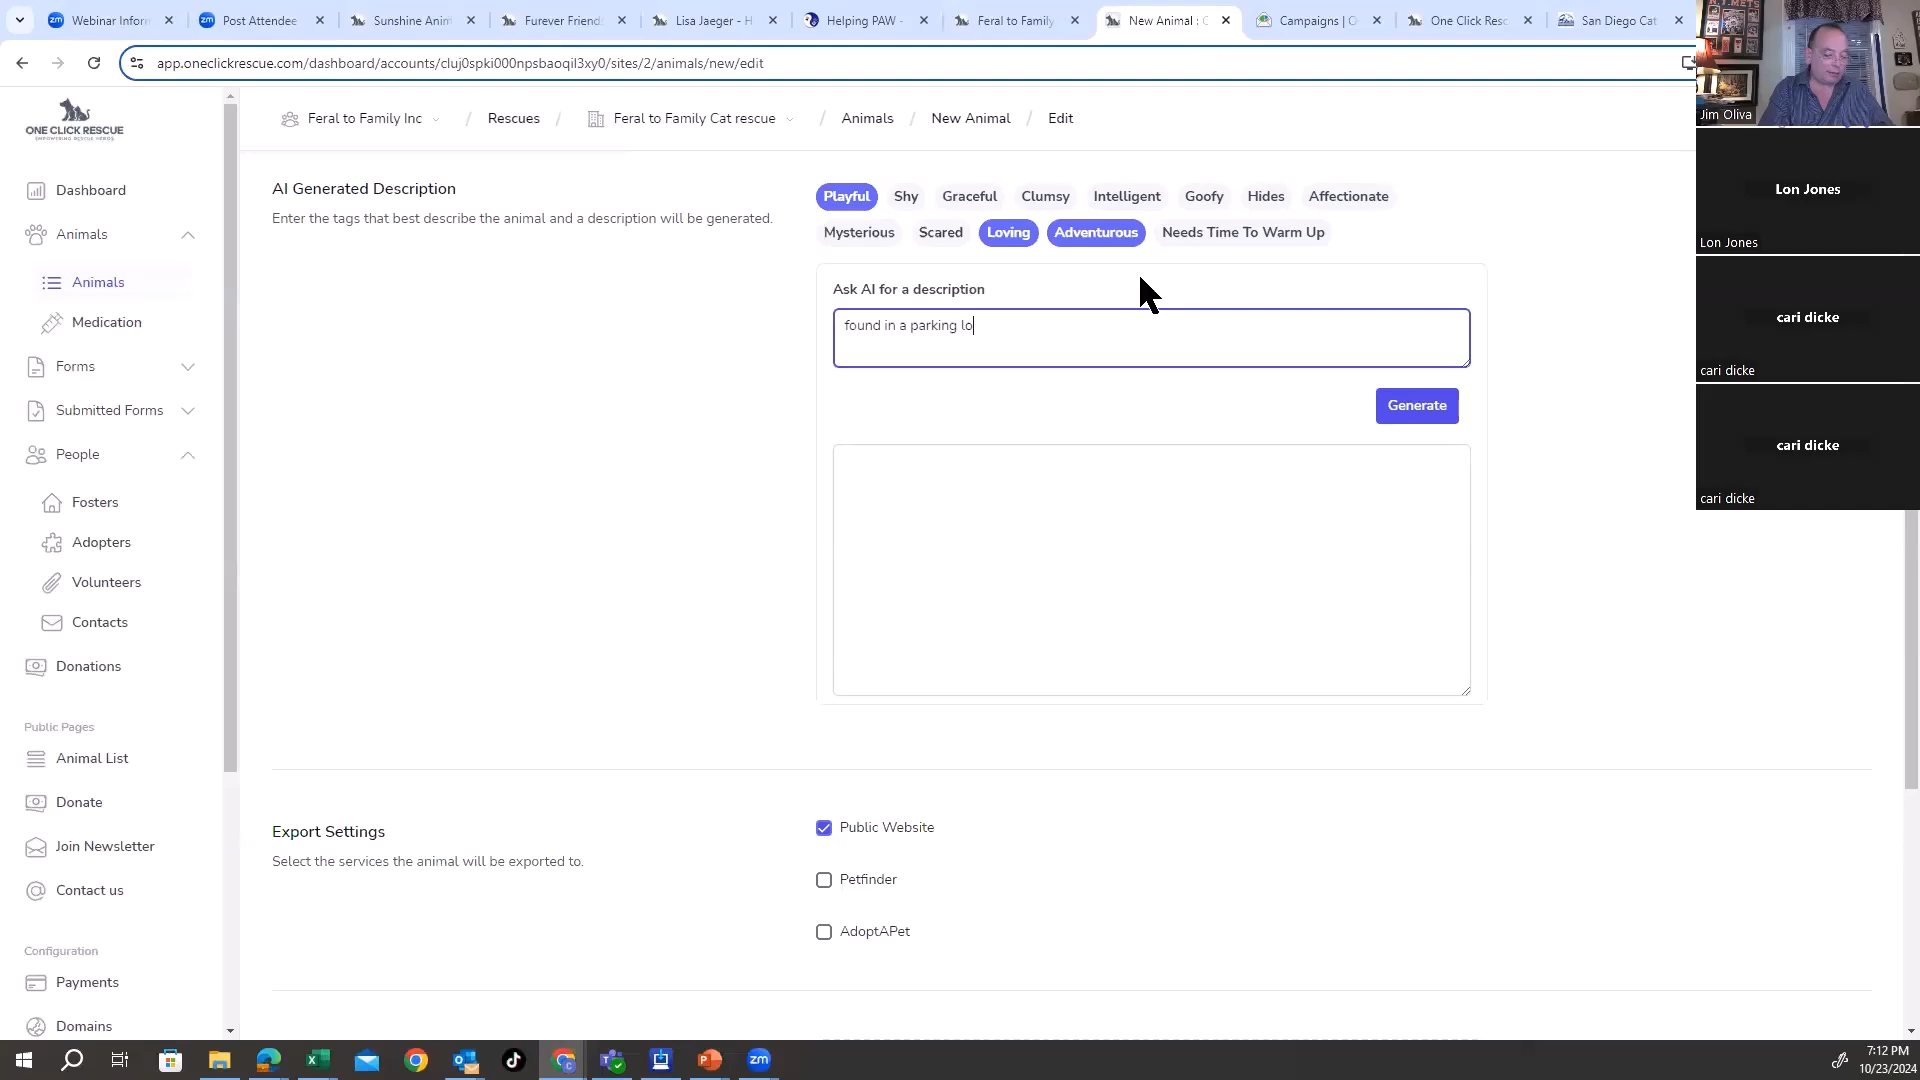 Webinar Inforn
Post Attendee
Sunshine Anin
Furever Friend
Lisa Jaeger - H
Helping PAW -
Feral to Family
New Animal : C
Campaigns | O
One Click Resc
San Diego Cat
app.oneclickrescue.com/dashboard/accounts/cluj0spki000npsbaoqil3xy0/sites/2/animals/new/edit
ONE CLICK RESCUE
EMPOWERING RESCUE HEROS
Feral to Family Inc / Rescues / Feral to Family Cat rescue / Animals / New Animal / Edit
Dashboard
Animals
Animals
Medication
Forms
Submitted Forms
People
Fosters
Adopters
Volunteers
Contacts
Donations
Public Pages
Animal List
Donate
Join Newsletter
Contact us
Configuration
Payments
Domains
AI Generated Description
Enter the tags that best describe the animal and a description will be generated.
Playful Shy Graceful Clumsy Intelligent Goofy Hides Affectionate
Mysterious Scared Loving Adventurous Needs Time To Warm Up
Ask AI for a description
found in a parking lo
Generate
Export Settings
Select the services the animal will be exported to.
Public Website
Petfinder
AdoptAPet
N.Y. METS
Jim Oliva
Lon Jones
Lon Jones
cari dicke
cari dicke
cari dicke
cari dicke
7:12 PM
10/23/2024